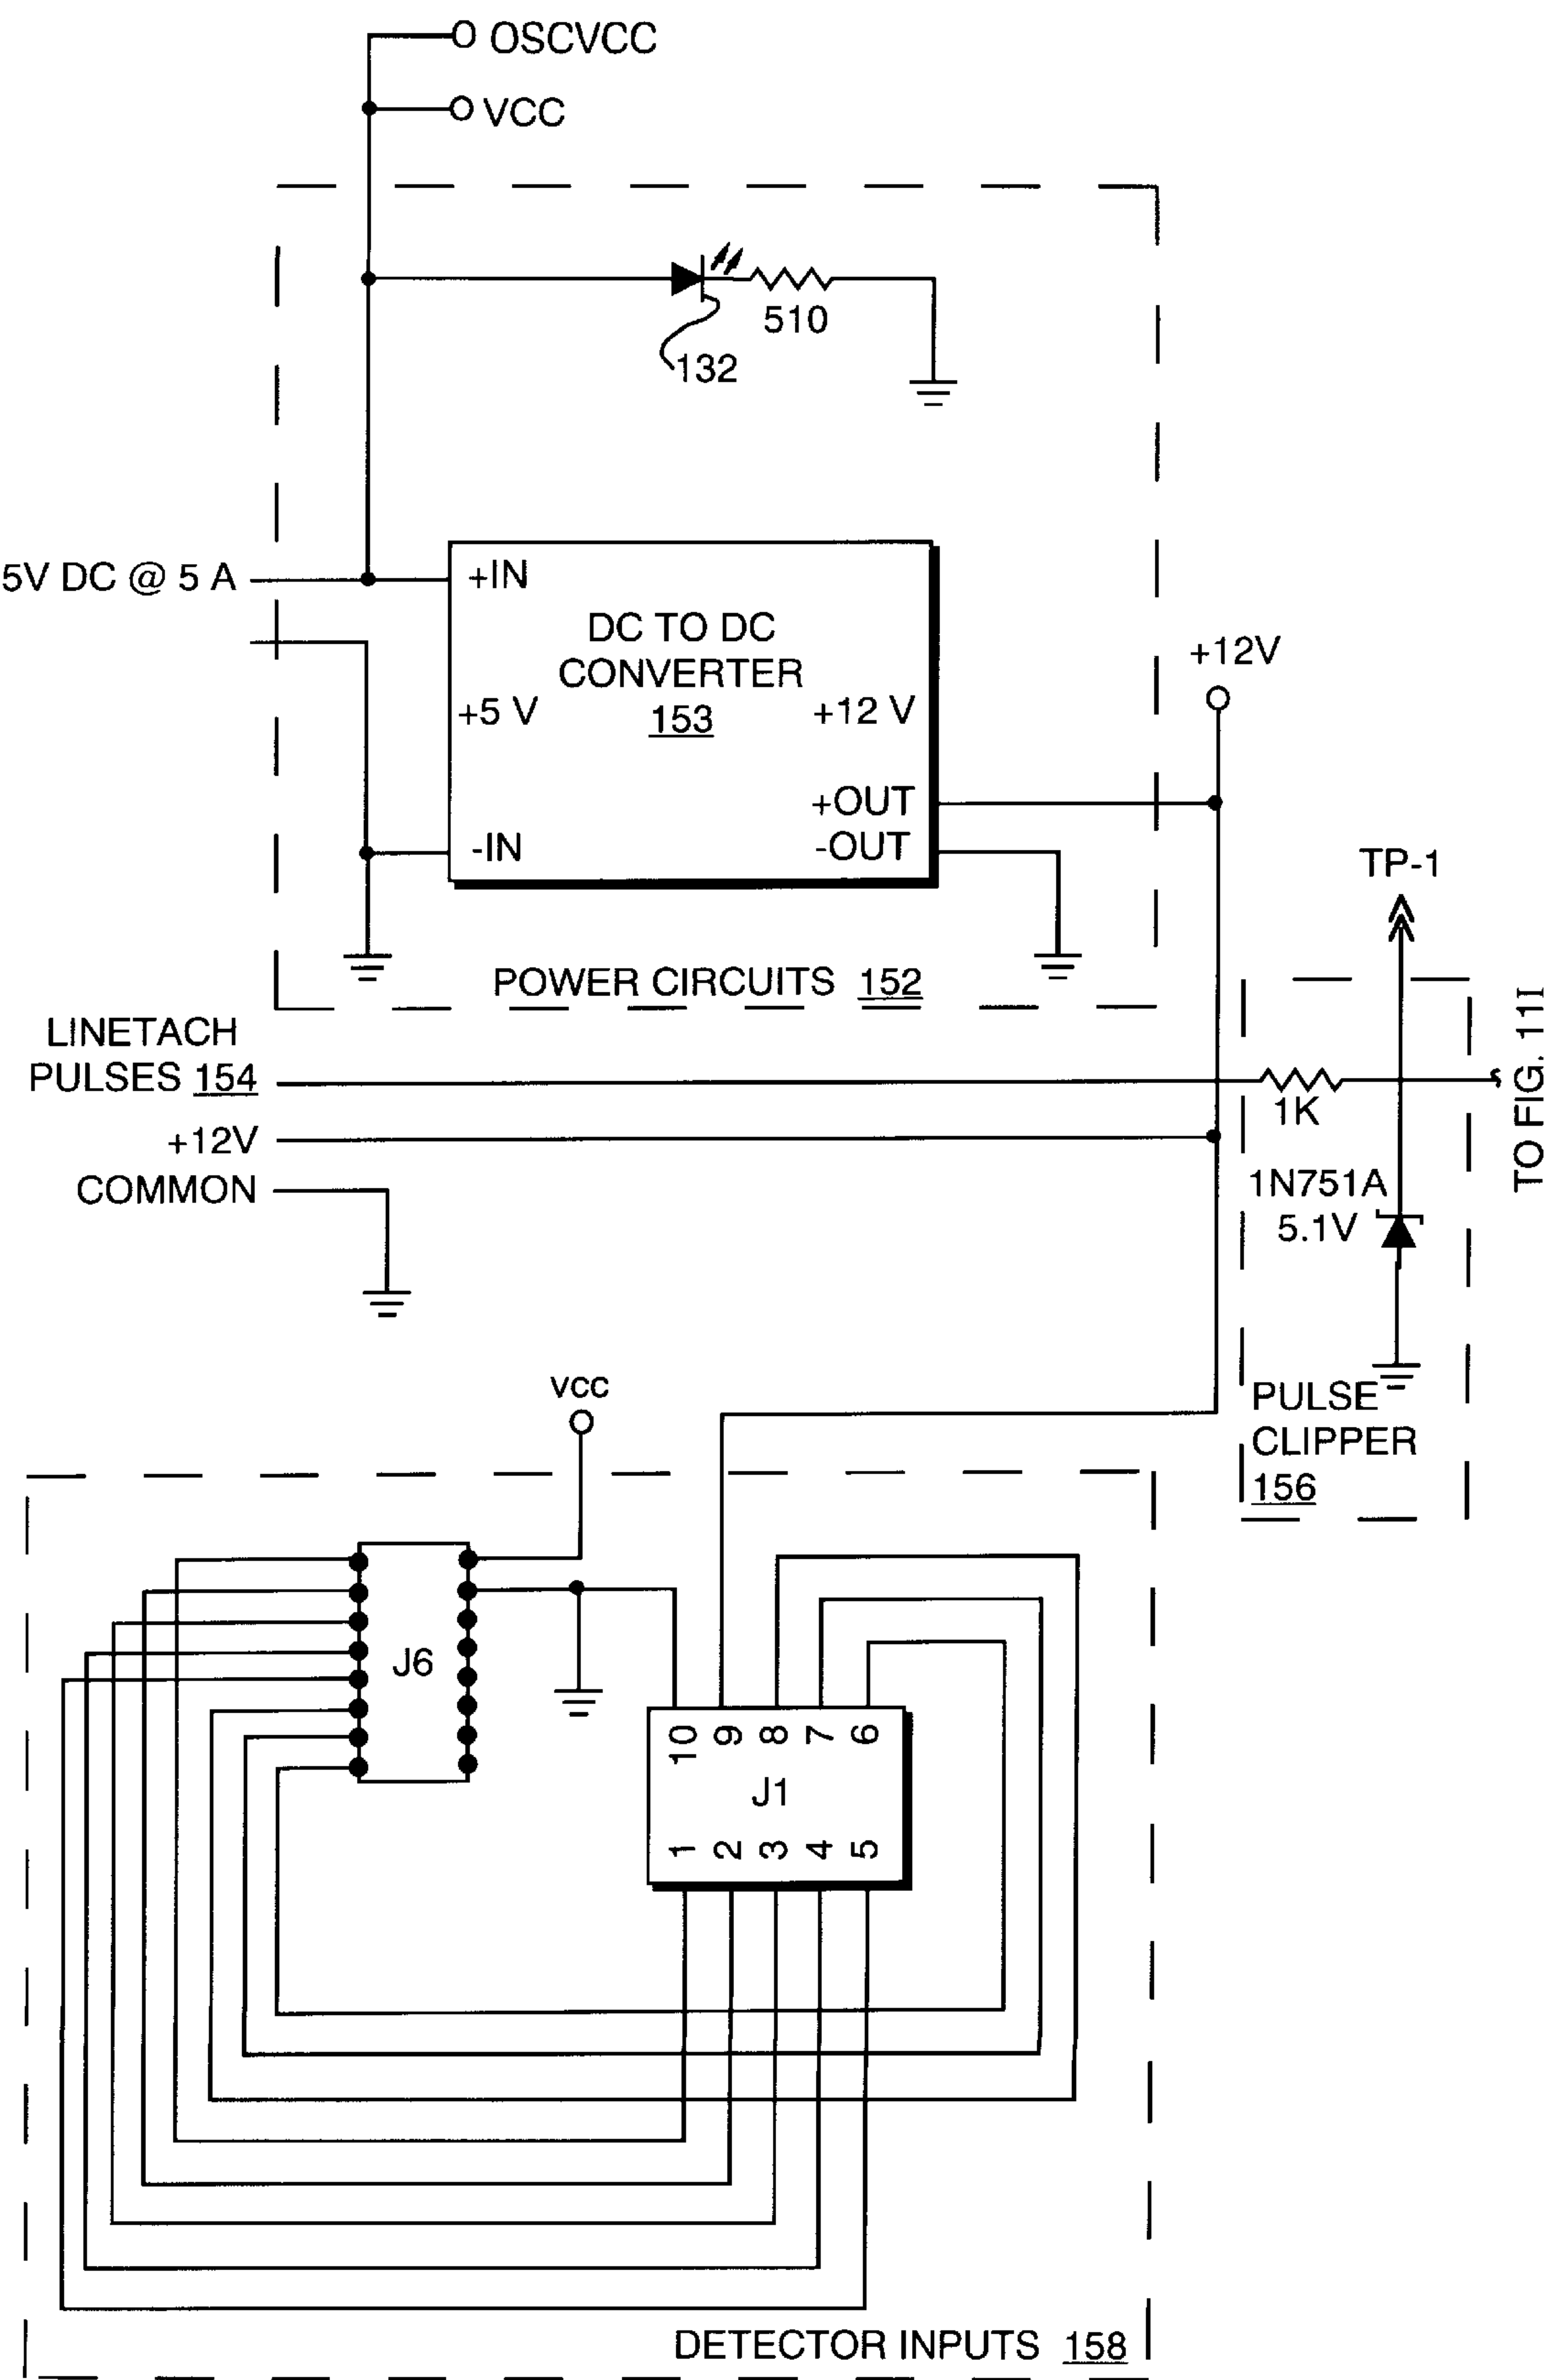 OSCVCC
VCC
510
132
5V DC @ 5 A
+IN
DC TO DC
CONVERTER
+5 V
153
+12 V
+OUT
-IN
-OUT
POWER CIRCUITS 152
+12V
TP-1
LINETACH
PULSES 154
1K
TO FIG. 11I
+12V
COMMON
1N751A
5.1V
PULSE
CLIPPER
156
vcc
J6
10 9 8 7 6
J1
1 2 3 4 5
DETECTOR INPUTS 158